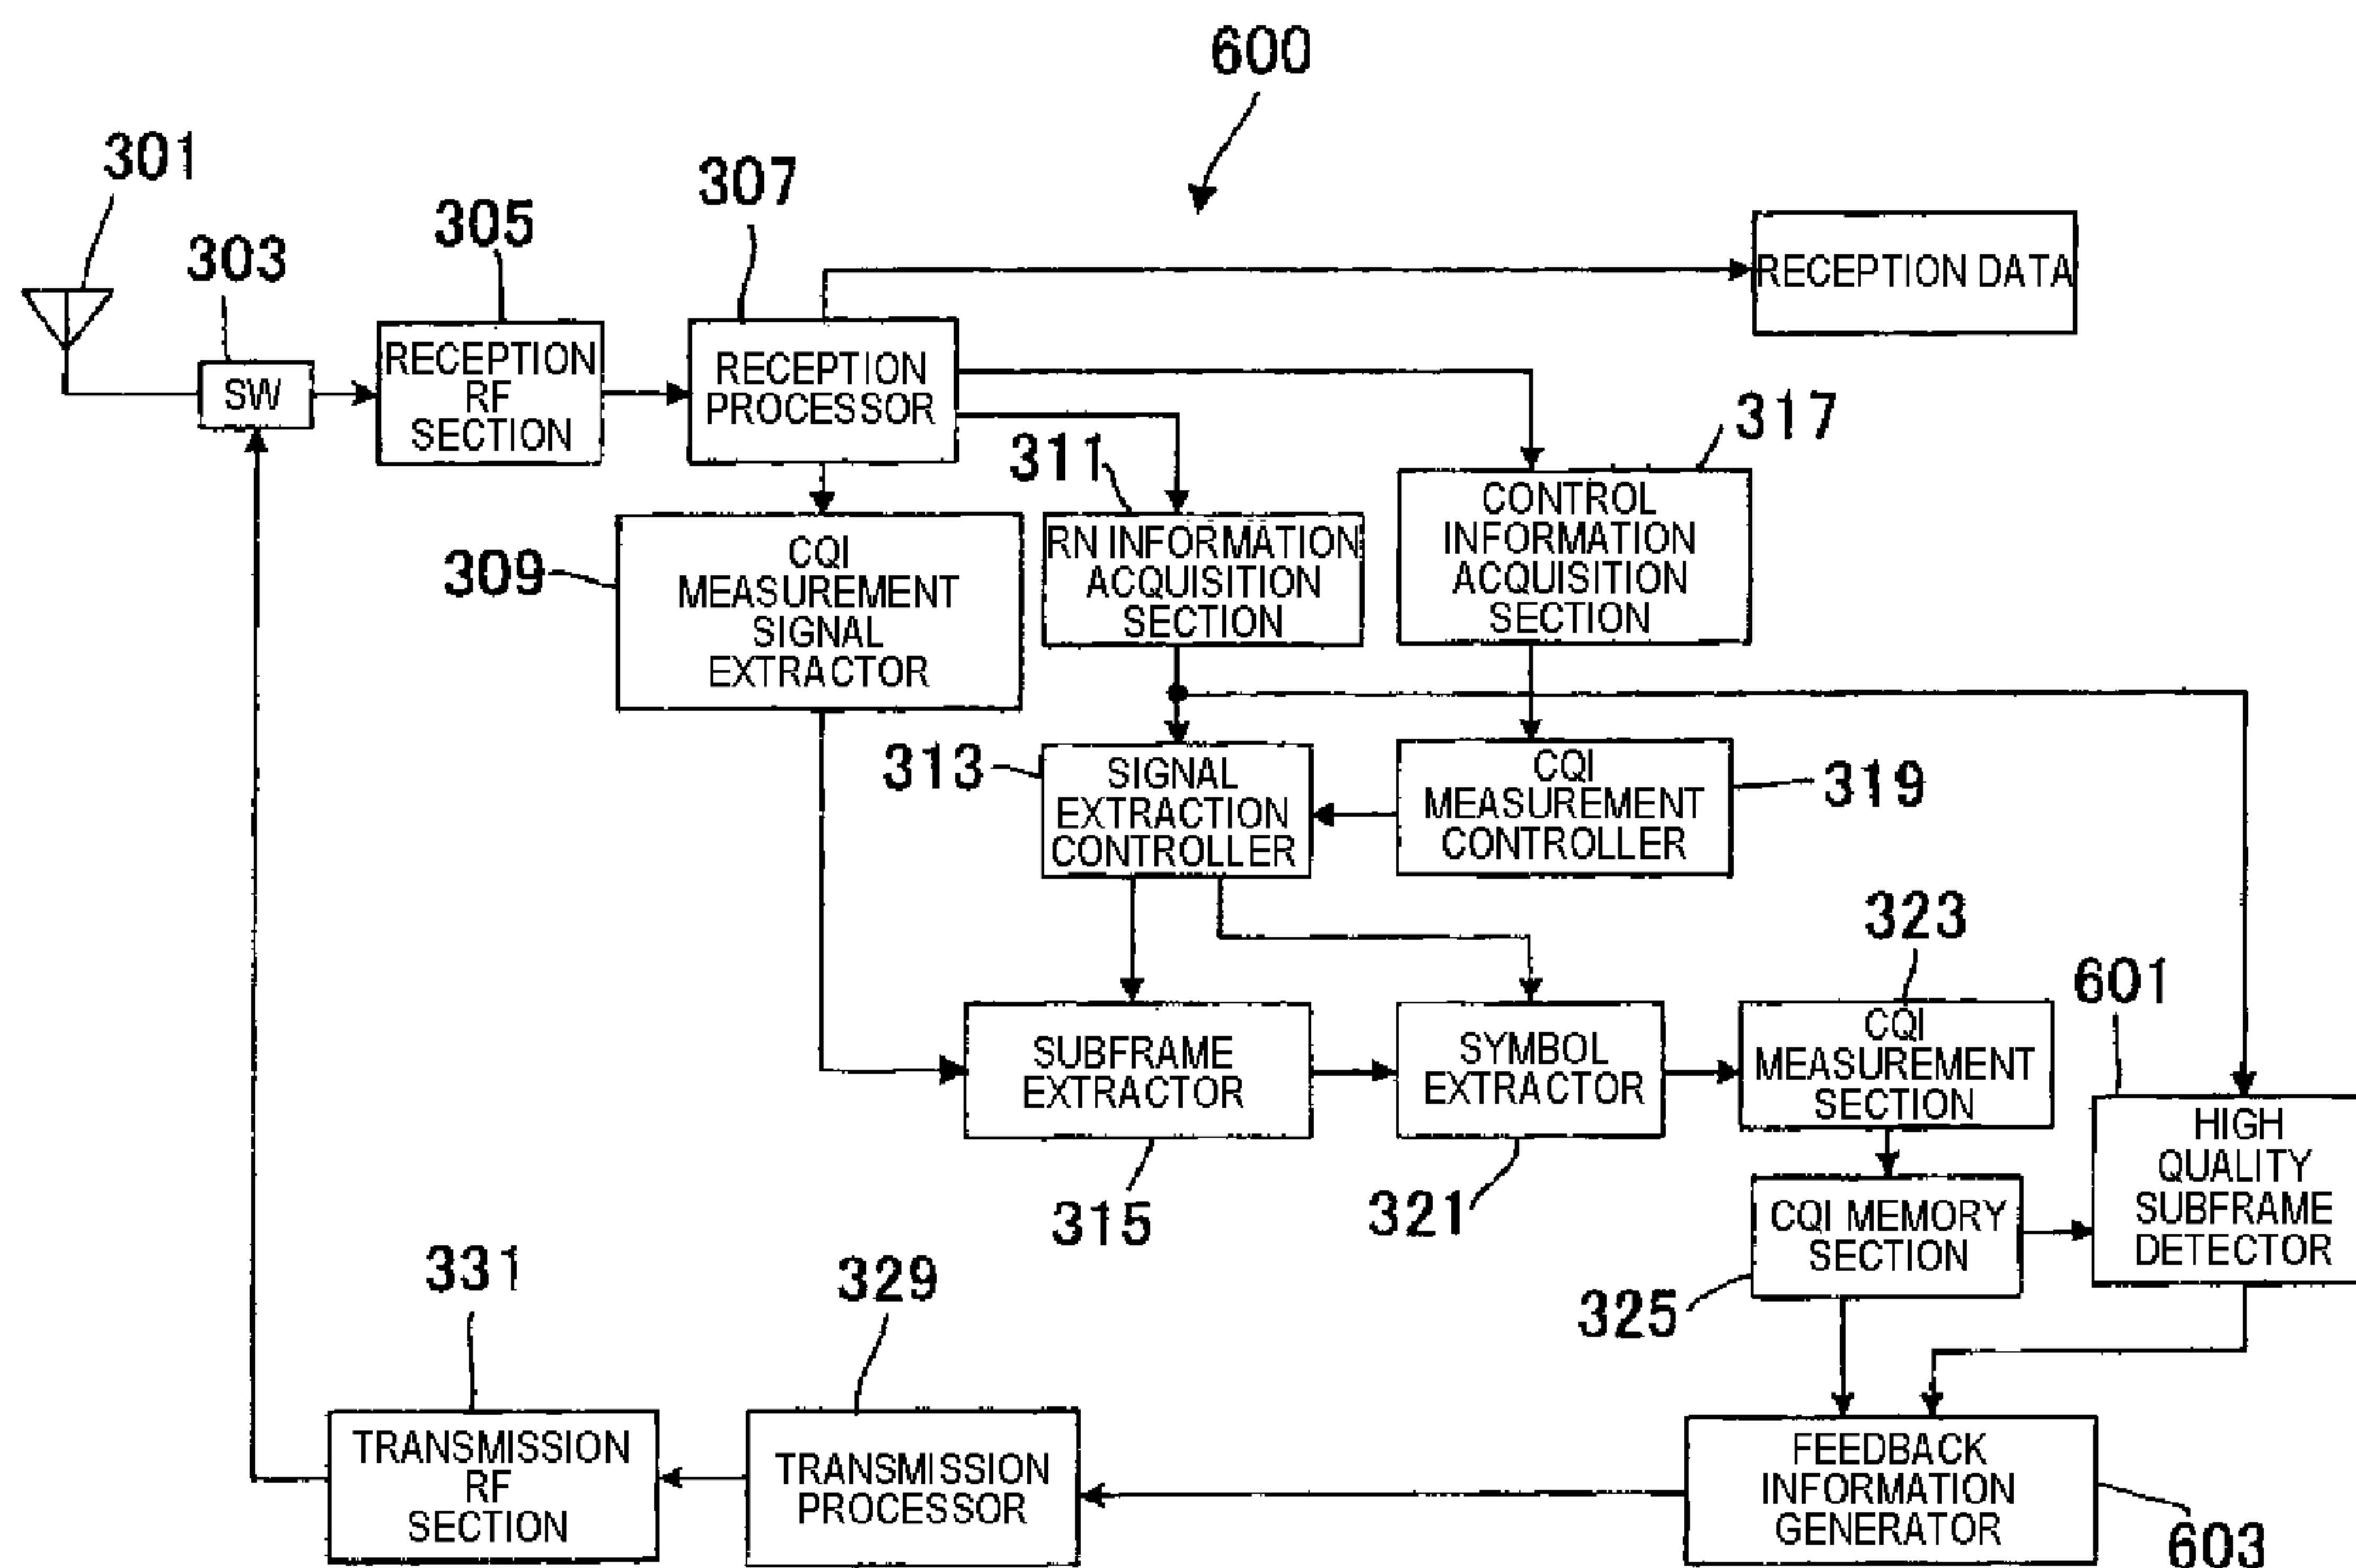 600
301
307
305
303
RECEPTION DATA
RECEPTION
RF
SECTION
RECEPTION
PROCESSOR
SW
317
311
CONTROL
INFORMATION
ACQUISITION
SECTION
RN INFORMATION
ACQUISITION
SECTION
309
CQI
MEASUREMENT
SIGNAL
EXTRACTOR
313
SIGNAL
EXTRACTION
CONTROLLER
CQI
MEASUREMENT
CONTROLLER
319
323
601
SUBFRAME
EXTRACTOR
SYMBOL
EXTRACTOR
CQI
MEASUREMENT
SECTION
HIGH
QUALITY
SUBFRAME
DETECTOR
315
321
CQI MEMORY
SECTION
325
331
329
TRANSMISSION
RF
SECTION
TRANSMISSION
PROCESSOR
FEEDBACK
INFORMATION
GENERATOR
603